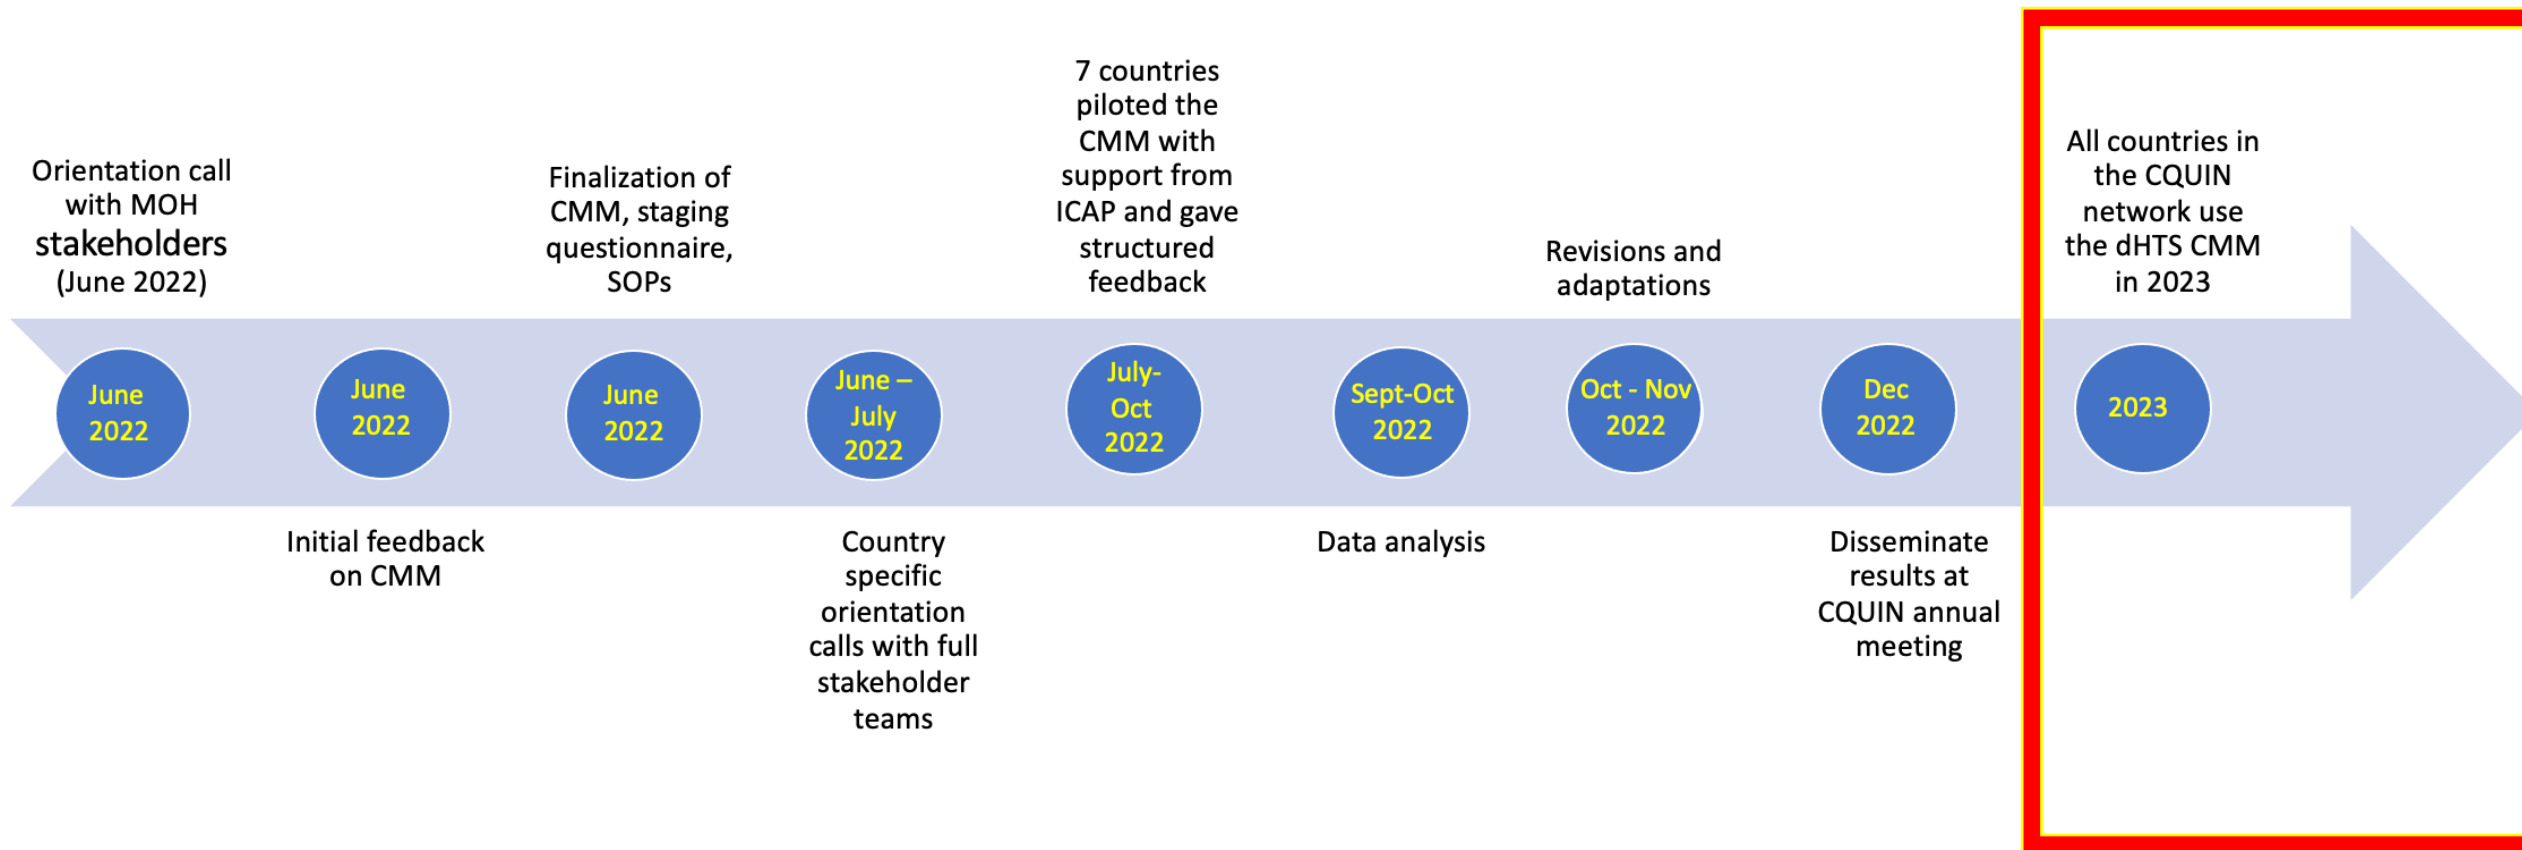 Orientation call
with MOH
stakeholders
(June 2022)
June
2022
June
2022
Initial feedback
on CMM
Finalization of
CMM, staging
questionnaire,
SOPs
June
2022
June –
July
2022
Country
specific
orientation
calls with full
stakeholder
teams
7 countries
piloted the
CMM with
support from
ICAP and gave
structured
feedback
July-
Oct
2022
Sept-Oct
2022
Data analysis
Revisions and
adaptations
Oct - Nov
2022
Dec
2022
Disseminate
results at
CQUIN annual
meeting
All countries in
the CQUIN
network use
the dHTS CMM
in 2023
2023